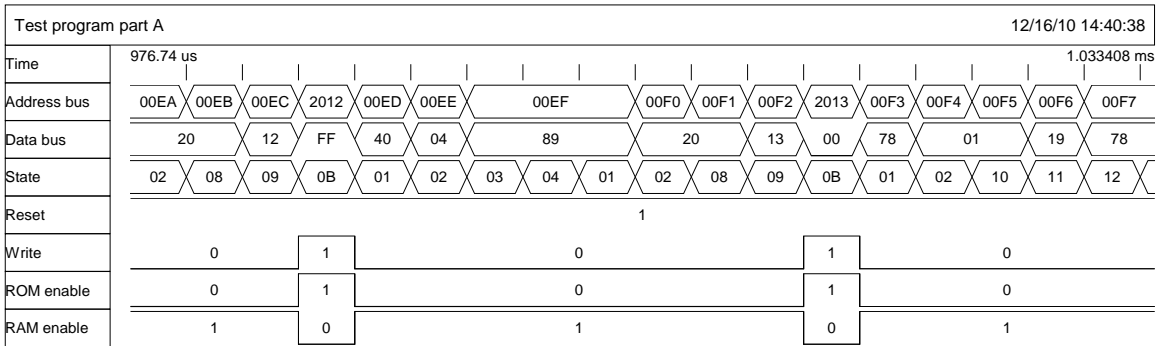 Test program part A 12/16/10 14:40:38
Time 976.74 us 1.033408 ms
Address bus 00EA 00EB 00EC 2012 00ED 00EE 00EF 00F0 00F1 00F2 2013 00F3 00F4 00F5 00F6 00F7
Data bus 20 12 FF 40 04 89 20 13 00 78 01 19 78
State 02 08 09 0B 01 02 03 04 01 02 08 09 0B 01 02 10 11 12
Reset 1
Write 0 1 0 1 0
ROM enable 0 1 0 1 0
RAM enable 1 0 1 0 1